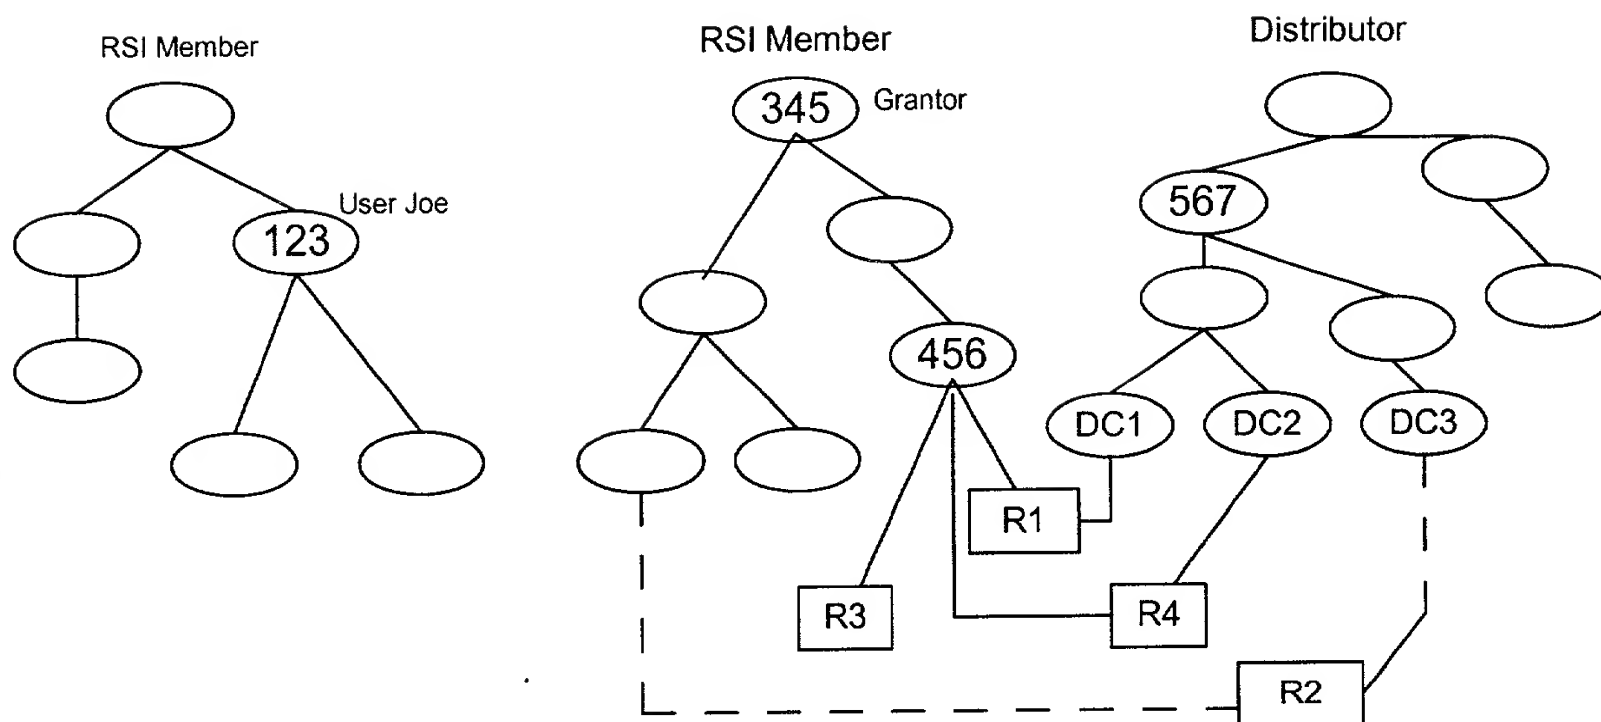 RSI Member
RSI Member
Distributor
345
Grantor
567
User Joe
123
456
DC1
DC2
DC3
R1
R3
R4
R2